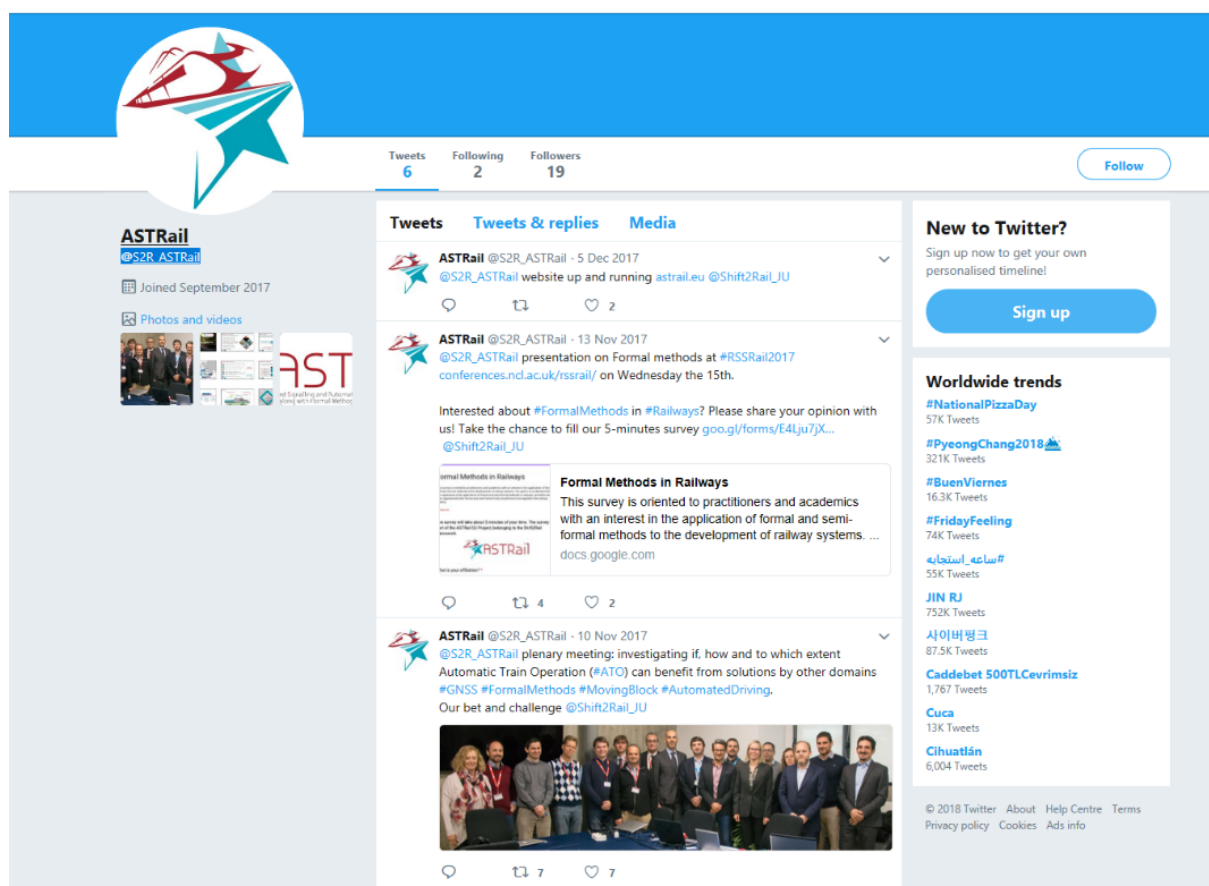 Tweets Following Followers
6 2 19
Follow
ASTRail
@S2R_ASTRail
Joined September 2017
Photos and videos
AST
Tweets Tweets & replies Media
ASTRail @S2R_ASTRail · 5 Dec 2017
@S2R_ASTRail website up and running astrail.eu @Shift2Rail_JU
2
ASTRail @S2R_ASTRail · 13 Nov 2017
@S2R_ASTRail presentation on Formal methods at #RSSRail2017
conferences.ncl.ac.uk/rssrail/ on Wednesday the 15th.
Interested about #FormalMethods in #Railways? Please share your opinion with
us! Take the chance to fill our 5-minutes survey goo.gl/forms/E4Lju7jX...
@Shift2Rail_JU
ormal Methods in Railways
ASTRail
Formal Methods in Railways
This survey is oriented to practitioners and academics
with an interest in the application of formal and semi-
formal methods to the development of railway systems. ...
docs.google.com
4 2
ASTRail @S2R_ASTRail · 10 Nov 2017
@S2R_ASTRail plenary meeting: investigating if, how and to which extent
Automatic Train Operation (#ATO) can benefit from solutions by other domains
#GNSS #FormalMethods #MovingBlock #AutomatedDriving.
Our bet and challenge @Shift2Rail_JU
7 7
New to Twitter?
Sign up now to get your own
personalised timeline!
Sign up
Worldwide trends
#NationalPizzaDay
57K Tweets
#PyeongChang2018
321K Tweets
#BuenViernes
16.3K Tweets
#FridayFeeling
74K Tweets
#ساعه_استجابه
55K Tweets
JIN RJ
752K Tweets
사이버펑크
87.5K Tweets
Caddebet 500TLCevrimsiz
1,767 Tweets
Cuca
13K Tweets
Cihuatlán
6,004 Tweets
© 2018 Twitter About Help Centre Terms
Privacy policy Cookies Ads info